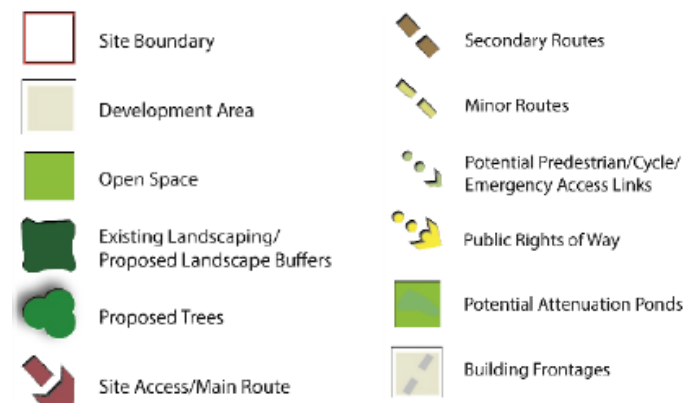 Site Boundary
Development Area
Open Space
Existing Landscaping/
Proposed Landscape Buffers
Proposed Trees
Site Access/Main Route
Secondary Routes
Minor Routes
Potential Predestrian/Cycle/
Emergency Access Links
Public Rights of Way
Potential Attenuation Ponds
Building Frontages